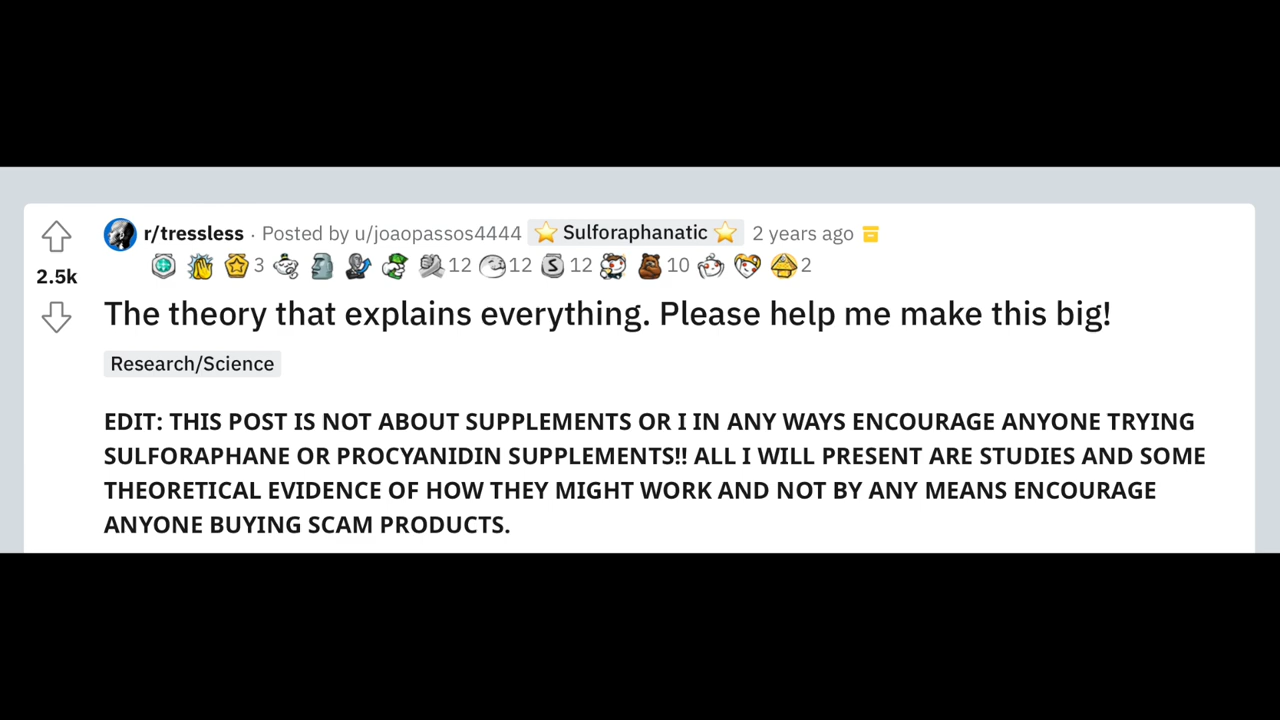 r/tressless · Posted by u/joaopassos4444 Sulforaphanatic 2 years ago
3 12 12 12 10 2
2.5k
The theory that explains everything. Please help me make this big!
Research/Science
EDIT: THIS POST IS NOT ABOUT SUPPLEMENTS OR I IN ANY WAYS ENCOURAGE ANYONE TRYING
SULFORAPHANE OR PROCYANIDIN SUPPLEMENTS!! ALL I WILL PRESENT ARE STUDIES AND SOME
THEORETICAL EVIDENCE OF HOW THEY MIGHT WORK AND NOT BY ANY MEANS ENCOURAGE
ANYONE BUYING SCAM PRODUCTS.